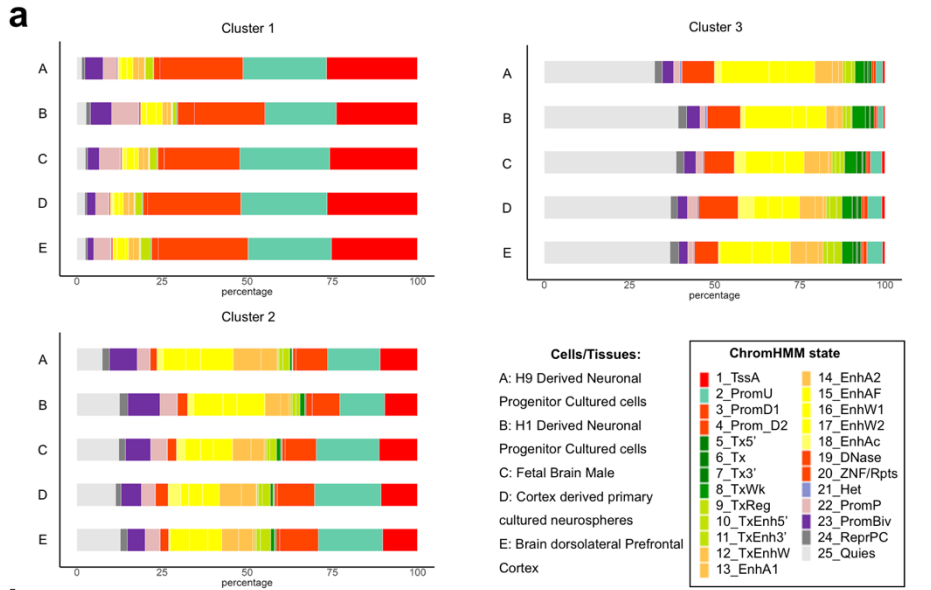 a
Cluster 1
A
B
C
D
E
0 25 50 75 100
percentage
Cluster 3
A
B
C
D
E
0 25 50 75 100
percentage
Cluster 2
A
B
C
D
E
0 25 50 75 100
percentage
Cells/Tissues:
A: H9 Derived Neuronal
Progenitor Cultured cells
B: H1 Derived Neuronal
Progenitor Cultured cells
C: Fetal Brain Male
D: Cortex derived primary
cultured neurospheres
E: Brain dorsolateral Prefrontal
Cortex
ChromHMM state
1_TssA
2_PromU
3_PromD1
4_Prom_D2
5_Tx5'
6_Tx
7_Tx3'
8_TxWk
9_TxReg
10_TxEnh5'
11_TxEnh3'
12_TxEnhW
13_EnhA1
14_EnhA2
15_EnhAF
16_EnhW1
17_EnhW2
18_EnhAc
19_DNase
20_ZNF/Rpts
21_Het
22_PromP
23_PromBiv
24_ReprPC
25_Quies